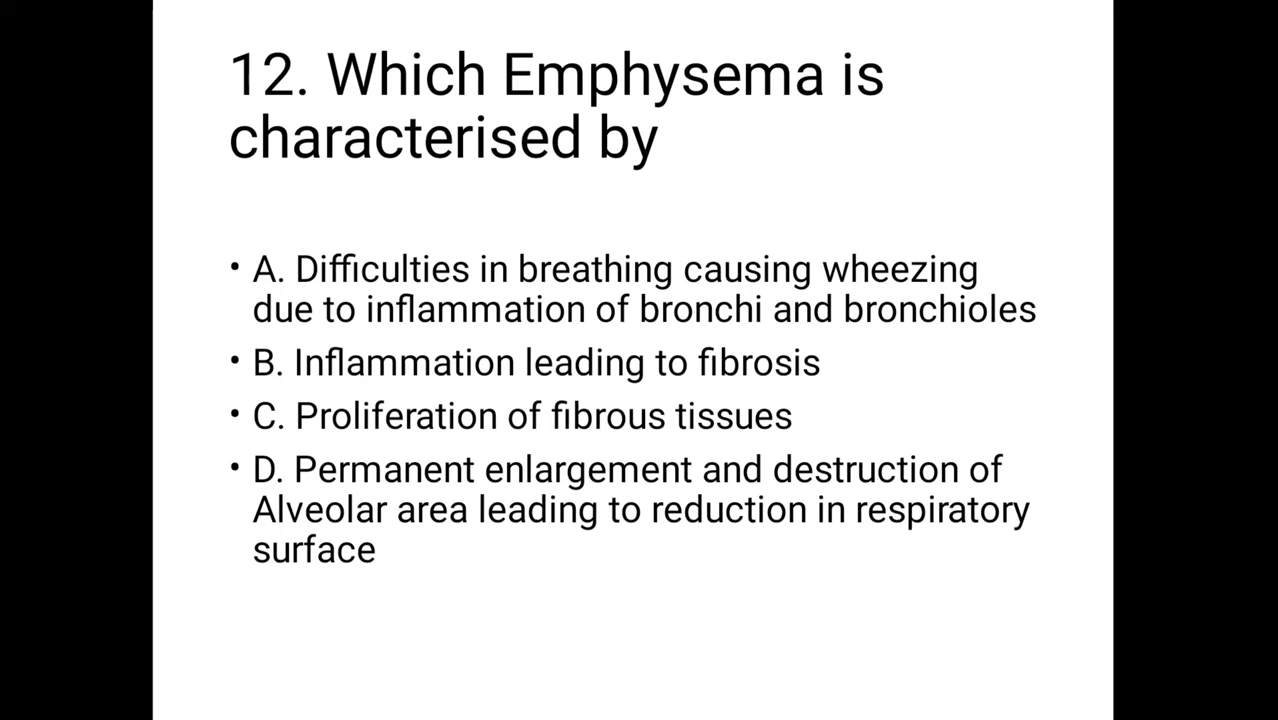 12. Which Emphysema is
characterised by
• A. Difficulties in breathing causing wheezing
due to inflammation of bronchi and bronchioles
• B. Inflammation leading to fibrosis
• C. Proliferation of fibrous tissues
• D. Permanent enlargement and destruction of
Alveolar area leading to reduction in respiratory
surface